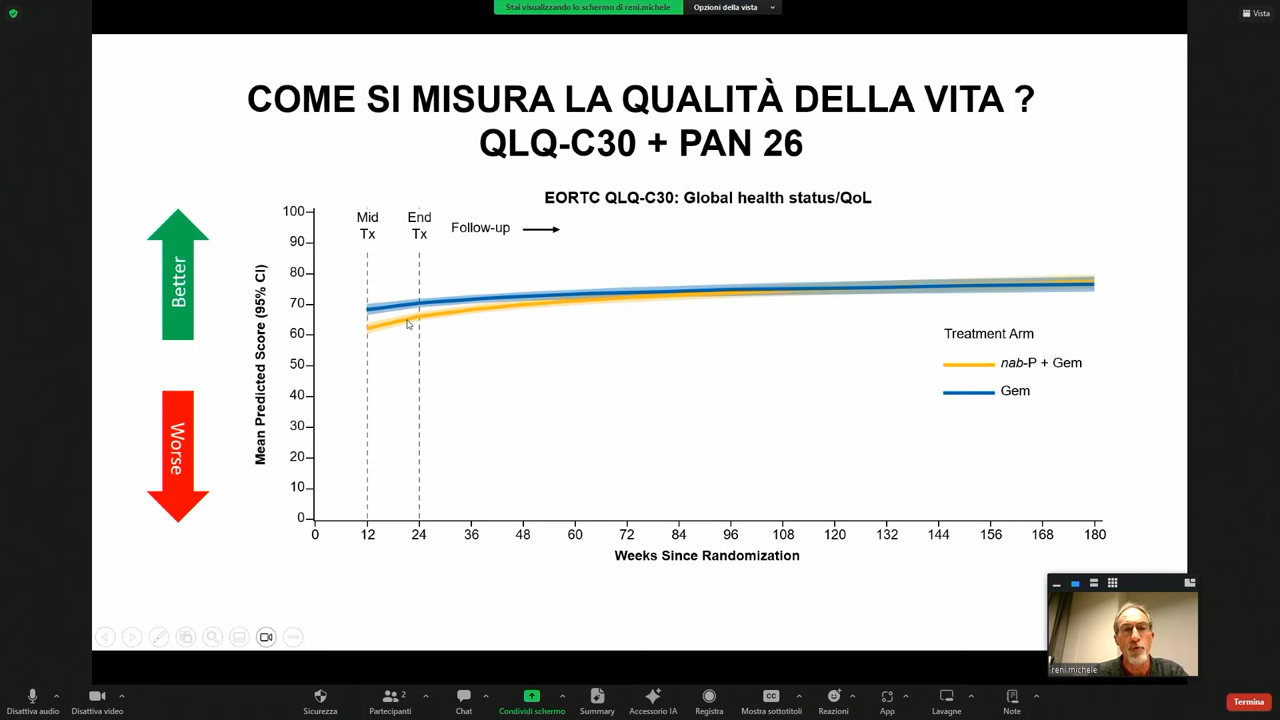 Stai visualizzando lo schermo di reni.michele
Opzioni della vista
Vista
COME SI MISURA LA QUALITÀ DELLA VITA ?
QLQ-C30 + PAN 26
EORTC QLQ-C30: Global health status/QoL
Better
Worse
Mean Predicted Score (95% CI)
100
90
80
70
60
50
40
30
20
10
0
Mid
Tx
End
Tx
Follow-up
Treatment Arm
nab-P + Gem
Gem
0 12 24 36 48 60 72 84 96 108 120 132 144 156 168 180
Weeks Since Randomization
reni.michele
Disattiva audio
Disattiva video
Sicurezza
Partecipanti
2
Chat
Condividi schermo
Summary
Accessorio IA
Registra
Mostra sottotitoli
Reazioni
App
Lavagne
Note
Termina